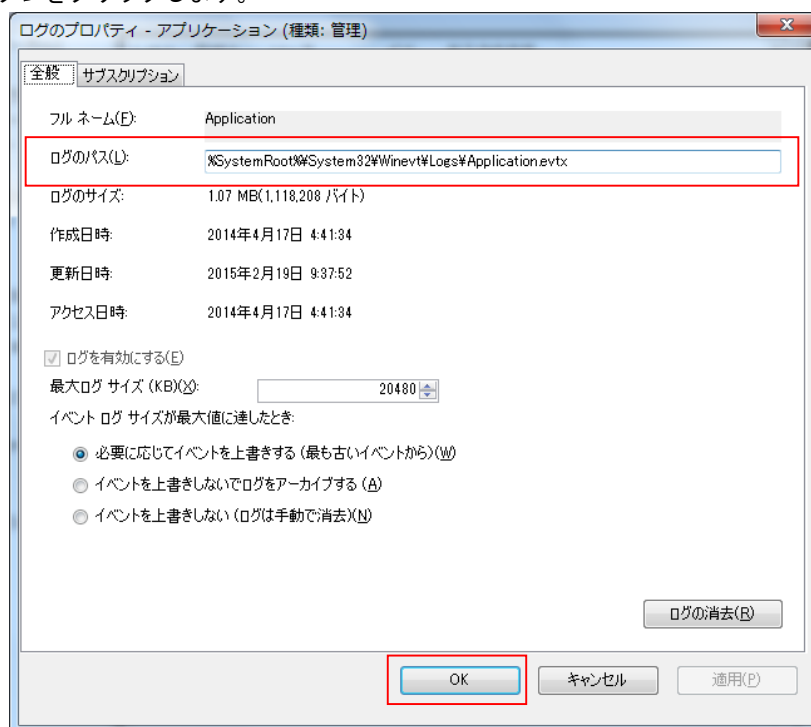 ンをクリックします。
ログのプロパティ - アプリケーション (種類: 管理)
全般 サブスクリプション
フル ネーム(F): Application
ログのパス(L): %SystemRoot%¥System32¥Winevt¥Logs¥Application.evtx
ログのサイズ: 1.07 MB(1,118,208 バイト)
作成日時: 2014年4月17日 4:41:34
更新日時: 2015年2月19日 9:37:52
アクセス日時: 2014年4月17日 4:41:34
ログを有効にする(E)
最大ログ サイズ (KB)(X): 20480
イベント ログ サイズが最大値に達したとき:
必要に応じてイベントを上書きする (最も古いイベントから)(W)
イベントを上書きしないでログをアーカイブする (A)
イベントを上書きしない (ログは手動で消去)(N)
ログの消去(R)
OK キャンセル 適用(P)